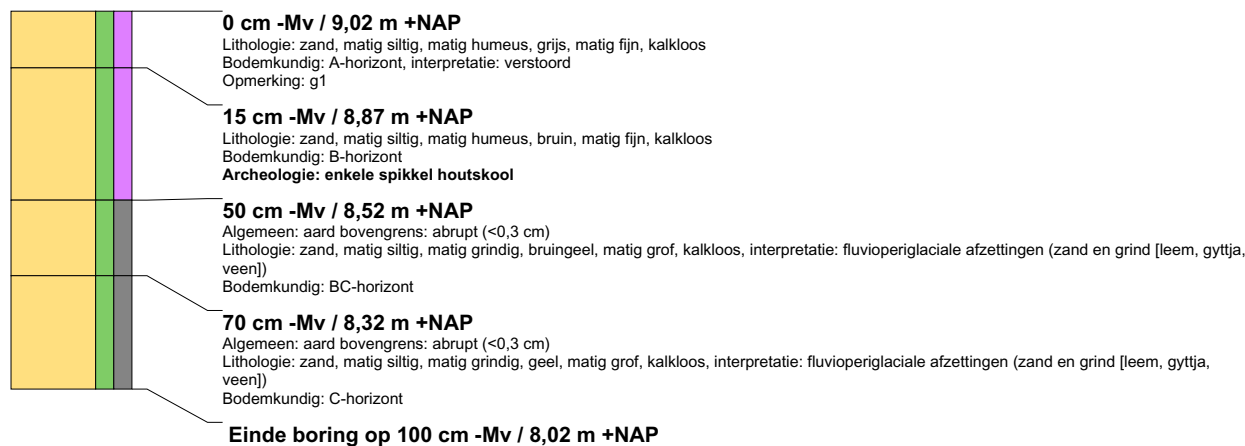 0 cm -Mv / 9,02 m +NAP
Lithologie: zand, matig siltig, matig humeus, grijs, matig fijn, kalkloos
Bodemkundig: A-horizont, interpretatie: verstoord
Opmerking: g1
15 cm -Mv / 8,87 m +NAP
Lithologie: zand, matig siltig, matig humeus, bruin, matig fijn, kalkloos
Bodemkundig: B-horizont
Archeologie: enkele spikkel houtskool
50 cm -Mv / 8,52 m +NAP
Algemeen: aard bovengrens: abrupt (<0,3 cm)
Lithologie: zand, matig siltig, matig grindig, bruingeel, matig grof, kalkloos, interpretatie: fluvioperiglaciale afzettingen (zand en grind [leem, gyttja,
veen])
Bodemkundig: BC-horizont
70 cm -Mv / 8,32 m +NAP
Algemeen: aard bovengrens: abrupt (<0,3 cm)
Lithologie: zand, matig siltig, matig grindig, geel, matig grof, kalkloos, interpretatie: fluvioperiglaciale afzettingen (zand en grind [leem, gyttja,
veen])
Bodemkundig: C-horizont
Einde boring op 100 cm -Mv / 8,02 m +NAP